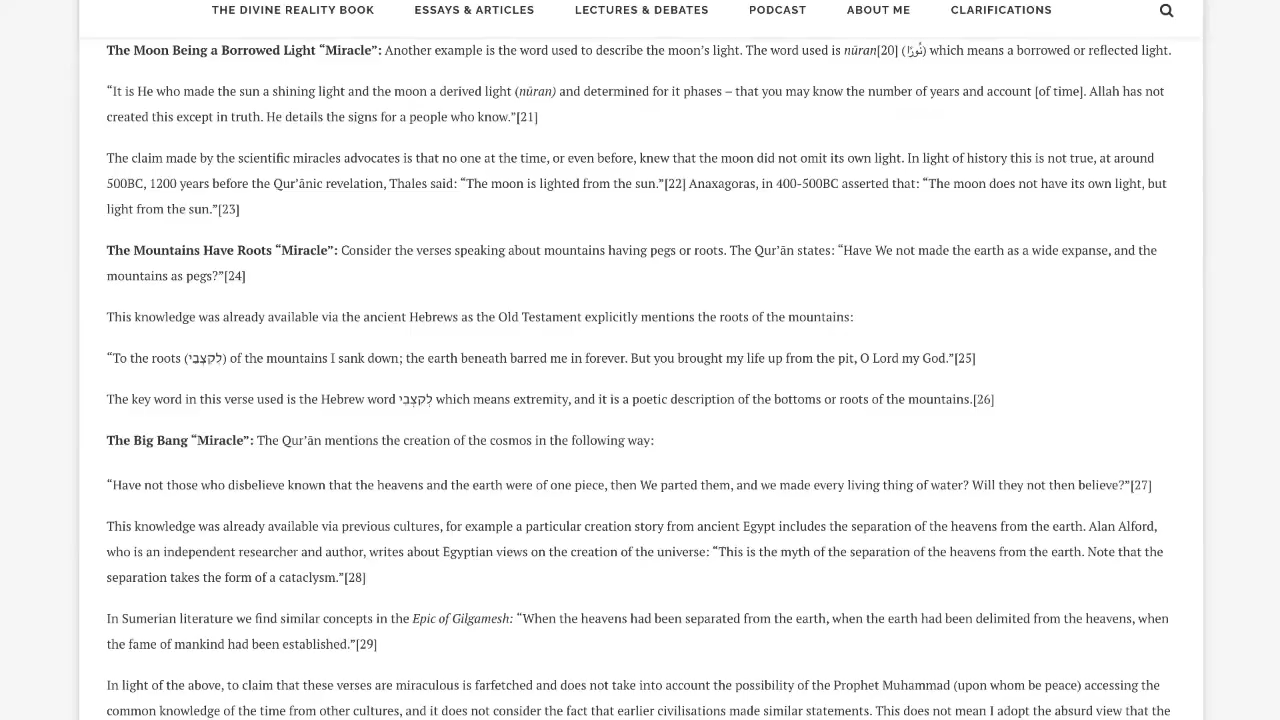 THE DIVINE REALITY BOOK ESSAYS & ARTICLES LECTURES & DEBATES PODCAST ABOUT ME CLARIFICATIONS
The Moon Being a Borrowed Light “Miracle”: Another example is the word used to describe the moon’s light. The word used is nūran[20] (نُورًا) which means a borrowed or reflected light.
“It is He who made the sun a shining light and the moon a derived light (nūran) and determined for it phases – that you may know the number of years and account [of time]. Allah has not
created this except in truth. He details the signs for a people who know.”[21]
The claim made by the scientific miracles advocates is that no one at the time, or even before, knew that the moon did not omit its own light. In light of history this is not true, at around
500BC, 1200 years before the Qur’ānic revelation, Thales said: “The moon is lighted from the sun.”[22] Anaxagoras, in 400-500BC asserted that: “The moon does not have its own light, but
light from the sun.”[23]
The Mountains Have Roots “Miracle”: Consider the verses speaking about mountains having pegs or roots. The Qur’ān states: “Have We not made the earth as a wide expanse, and the
mountains as pegs?”[24]
This knowledge was already available via the ancient Hebrews as the Old Testament explicitly mentions the roots of the mountains:
“To the roots (לְקִצְבֵי) of the mountains I sank down; the earth beneath barred me in forever. But you brought my life up from the pit, O Lord my God.”[25]
The key word in this verse used is the Hebrew word לְקִצְבֵי which means extremity, and it is a poetic description of the bottoms or roots of the mountains.[26]
The Big Bang “Miracle”: The Qur’ān mentions the creation of the cosmos in the following way:
“Have not those who disbelieve known that the heavens and the earth were of one piece, then We parted them, and we made every living thing of water? Will they not then believe?”[27]
This knowledge was already available via previous cultures, for example a particular creation story from ancient Egypt includes the separation of the heavens from the earth. Alan Alford,
who is an independent researcher and author, writes about Egyptian views on the creation of the universe: “This is the myth of the separation of the heavens from the earth. Note that the
separation takes the form of a cataclysm.”[28]
In Sumerian literature we find similar concepts in the Epic of Gilgamesh: “When the heavens had been separated from the earth, when the earth had been delimited from the heavens, when
the fame of mankind had been established.”[29]
In light of the above, to claim that these verses are miraculous is farfetched and does not take into account the possibility of the Prophet Muhammad (upon whom be peace) accessing the
common knowledge of the time from other cultures, and it does not consider the fact that earlier civilisations made similar statements. This does not mean I adopt the absurd view that the